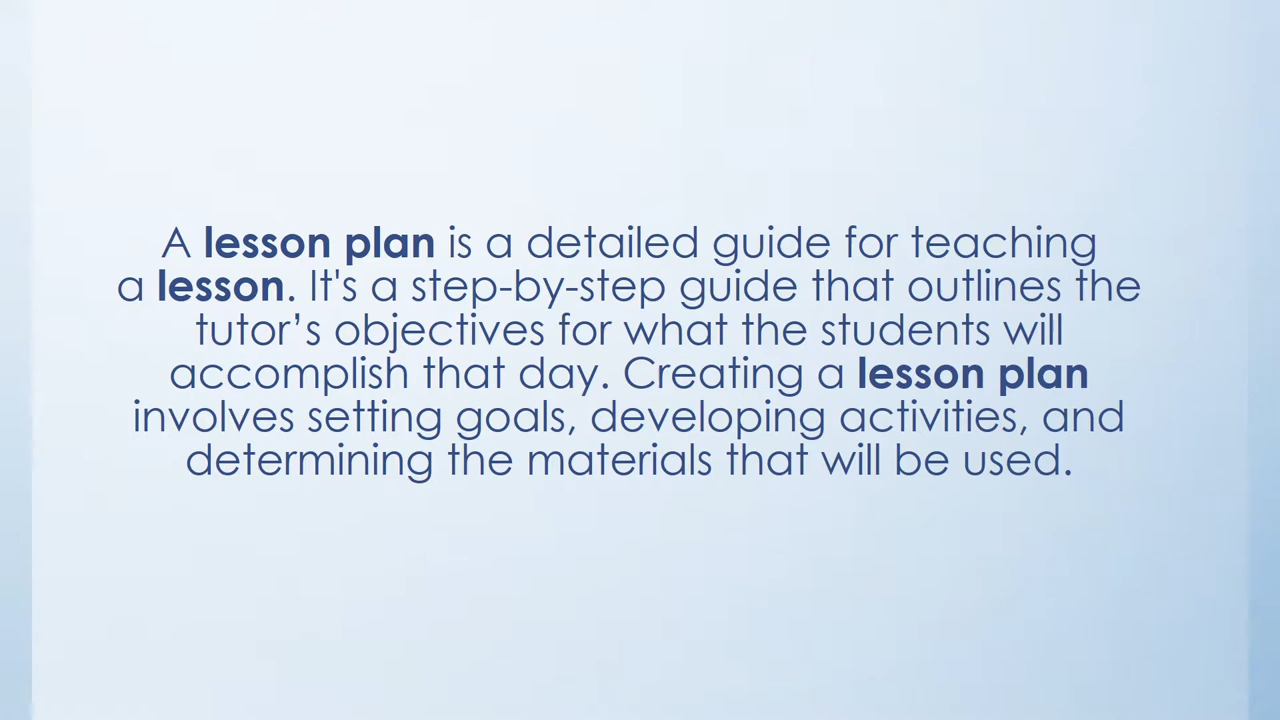 A lesson plan is a detailed guide for teaching
a lesson. It's a step-by-step guide that outlines the
tutor’s objectives for what the students will
accomplish that day. Creating a lesson plan
involves setting goals, developing activities, and
determining the materials that will be used.